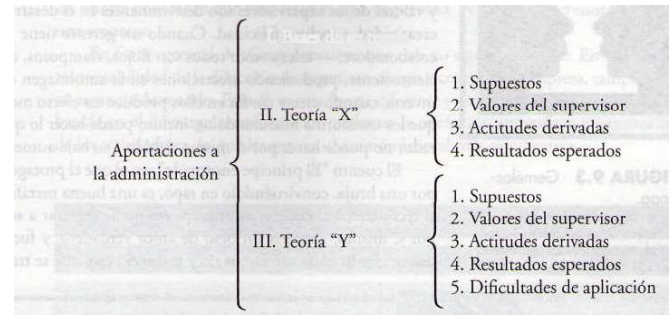 Aportaciones a
la administración
II. Teoría “X”
1. Supuestos
2. Valores del supervisor
3. Actitudes derivadas
4. Resultados esperados
III. Teoría “Y”
1. Supuestos
2. Valores del supervisor
3. Actitudes derivadas
4. Resultados esperados
5. Dificultades de aplicación